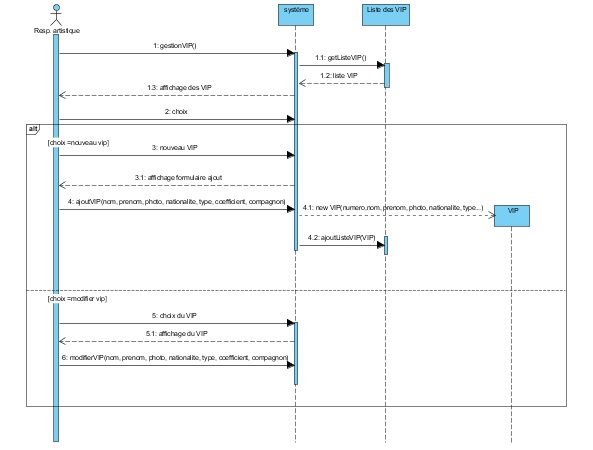 système
Liste des VIP
Resp. artistique
1: gestionVIP()
1.1: getListeVIP()
1.2: liste VIP
1.3: affichage des VIP
2: choix
alt
[choix =nouveau vip]
3: nouveau VIP
3.1: affichage formulaire ajout
4: ajoutVIP(nom, prenom, photo, nationalite, type, coefficient, compagnon)
4.1: new VIP(numero,nom, prenom, photo, nationalite, type...)
VIP
4.2: ajoutListeVIP(VIP)
[choix =modifier vip]
5: choix du VIP
5.1: affichage du VIP
6: modifierVIP(nom, prenom, photo, nationalite, type, coefficient, compagnon)